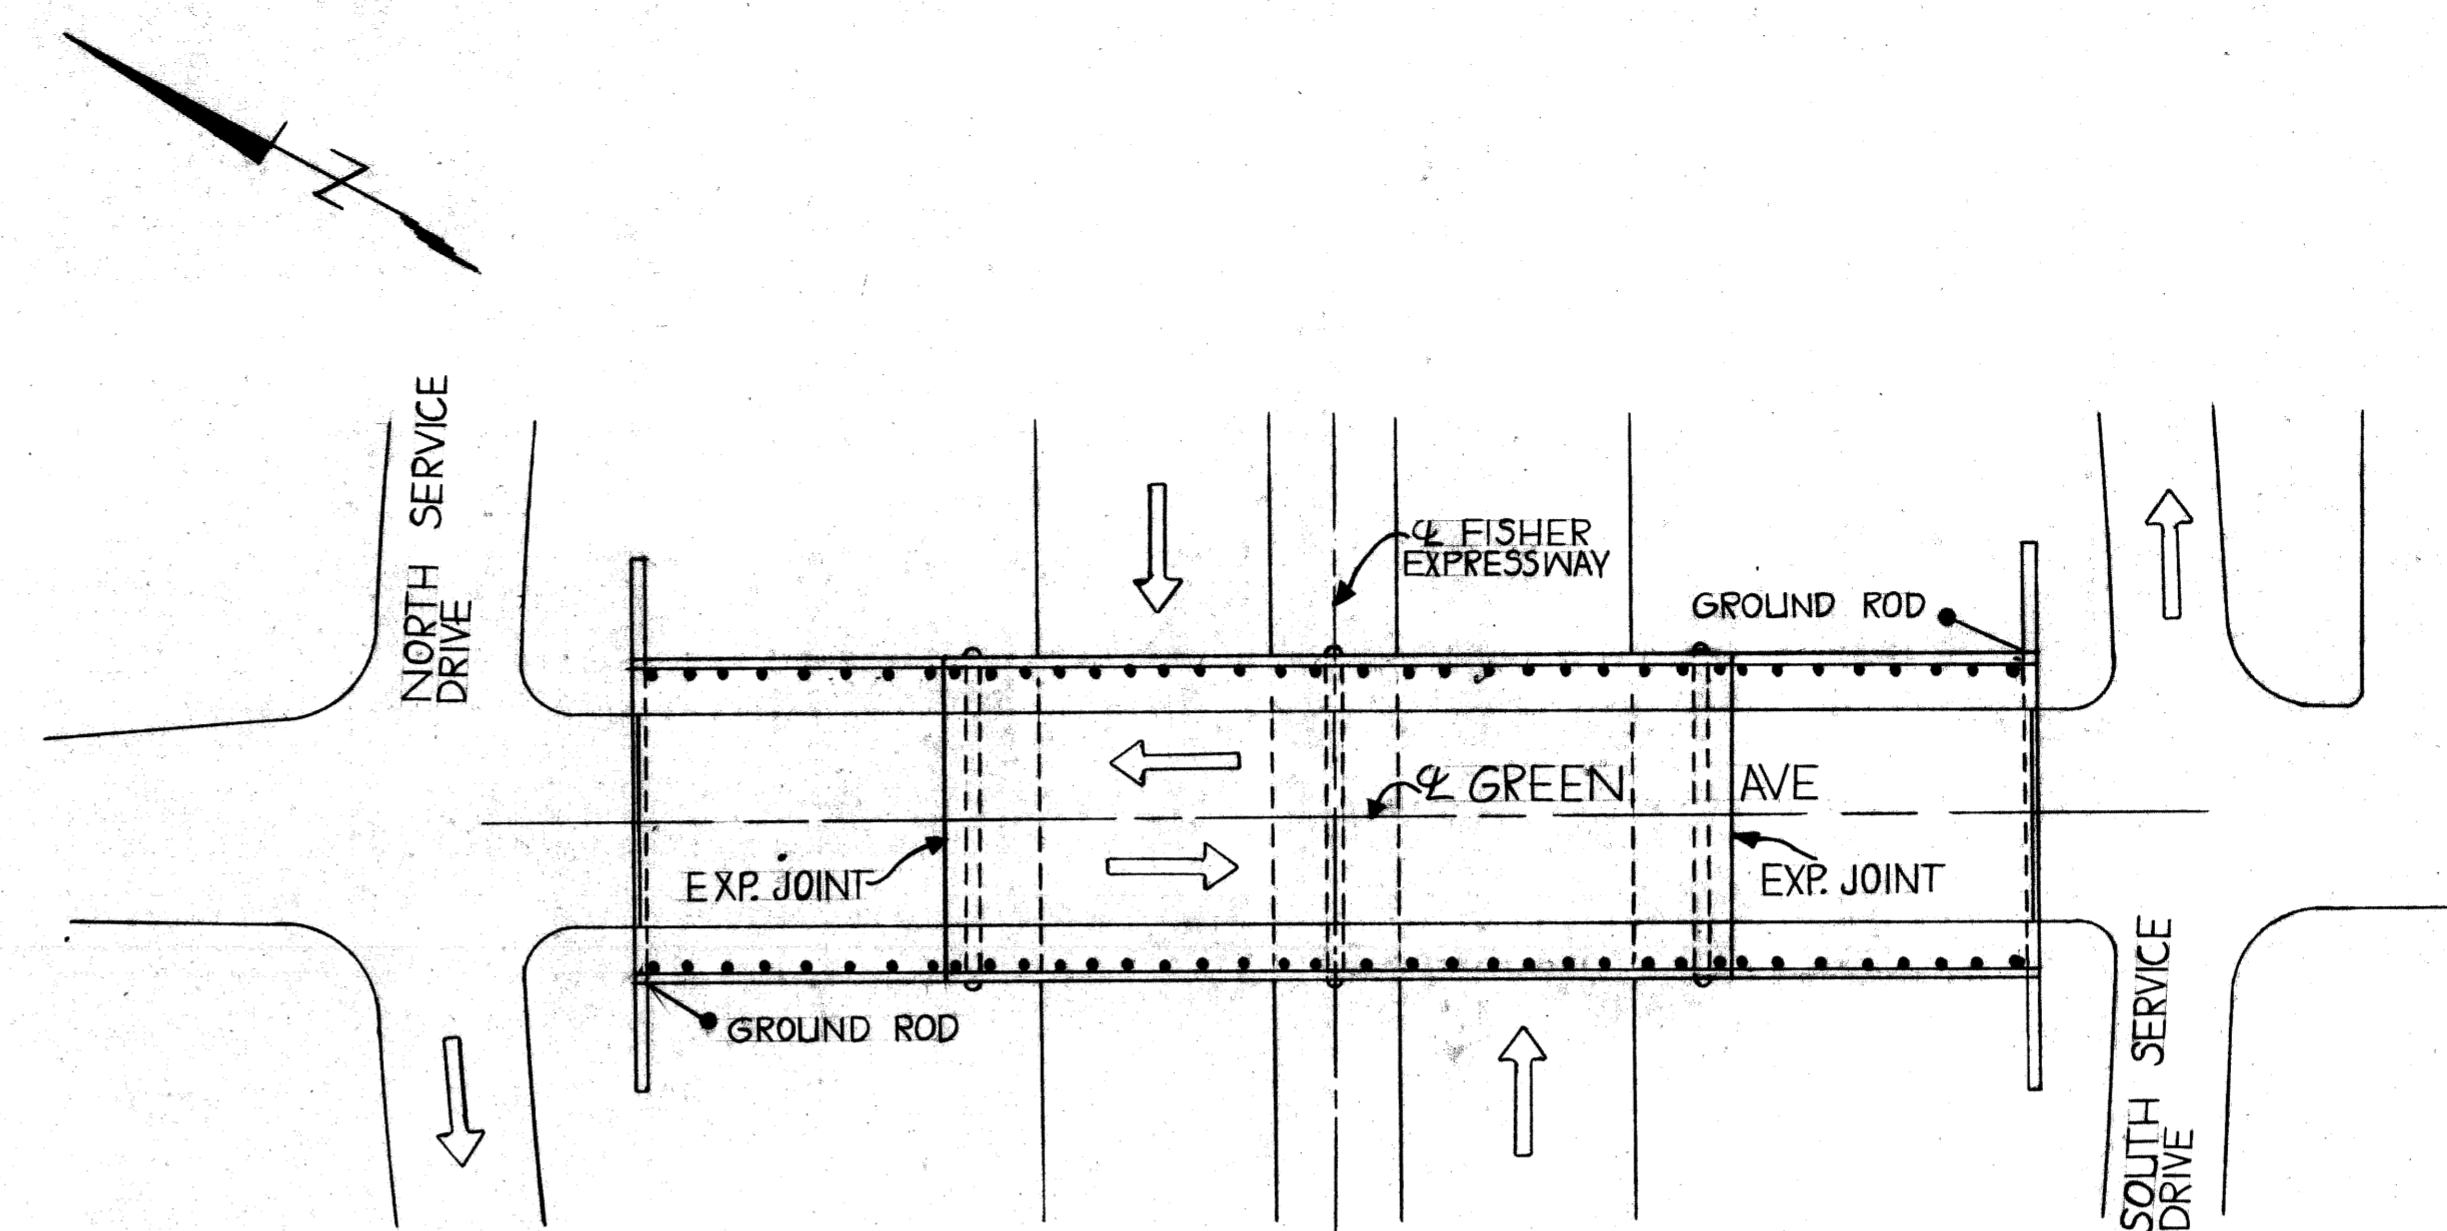 N
NORTH SERVICE
DRIVE
℄ FISHER
EXPRESSWAY
GROUND ROD
℄ GREEN AVE
EXP. JOINT
EXP. JOINT
GROUND ROD
SOUTH SERVICE
DRIVE